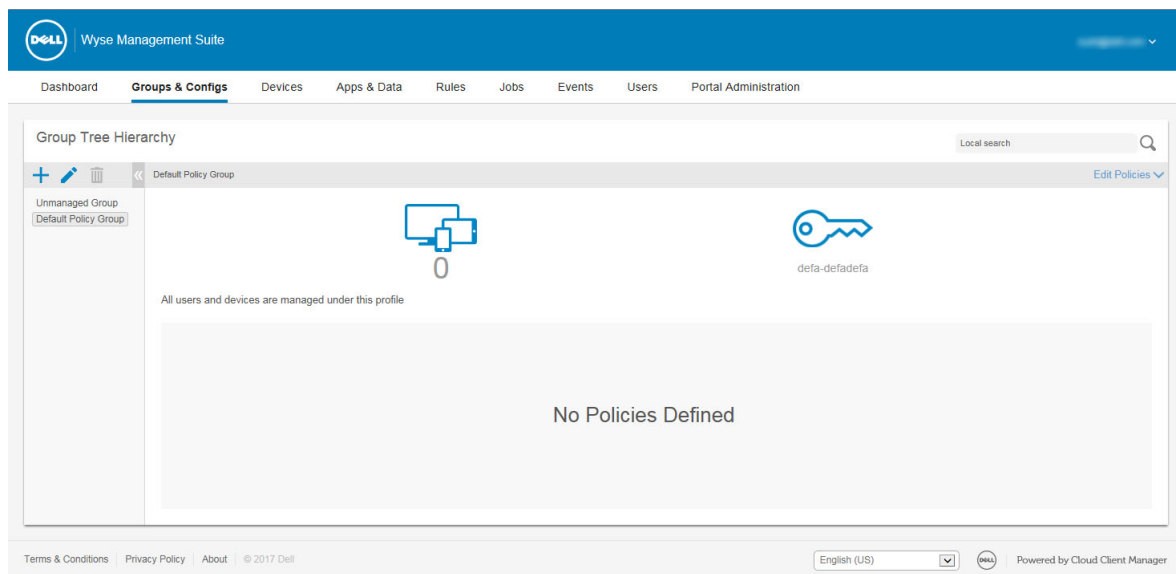 DELL Wyse Management Suite
Dashboard Groups & Configs Devices Apps & Data Rules Jobs Events Users Portal Administration
Group Tree Hierarchy
Local search
Default Policy Group
Edit Policies
Unmanaged Group
Default Policy Group
0
defa-defadefa
All users and devices are managed under this profile
No Policies Defined
Terms & Conditions Privacy Policy About © 2017 Dell English (US) DELL Powered by Cloud Client Manager